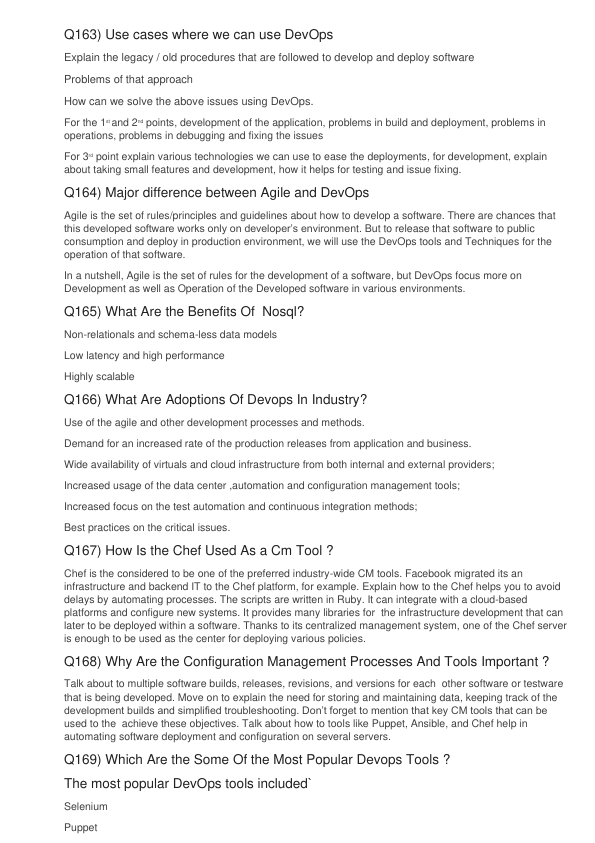 Q163) Use cases where we can use DevOps
Explain the legacy / old procedures that are followed to develop and deploy software
Problems of that approach
How can we solve the above issues using DevOps.
For the 1st and 2nd points, development of the application, problems in build and deployment, problems in
operations, problems in debugging and fixing the issues
For 3rd point explain various technologies we can use to ease the deployments, for development, explain
about taking small features and development, how it helps for testing and issue fixing.
Q164) Major difference between Agile and DevOps
Agile is the set of rules/principles and guidelines about how to develop a software. There are chances that
this developed software works only on developer's environment. But to release that software to public
consumption and deploy in production environment, we will use the DevOps tools and Techniques for the
operation of that software.
In a nutshell, Agile is the set of rules for the development of a software, but DevOps focus more on
Development as well as Operation of the Developed software in various environments.
Q165) What Are the Benefits Of  Nosql?
Non-relationals and schema-less data models
Low latency and high performance
Highly scalable
Q166) What Are Adoptions Of Devops In Industry?
Use of the agile and other development processes and methods.
Demand for an increased rate of the production releases from application and business.
Wide availability of virtuals and cloud infrastructure from both internal and external providers;
Increased usage of the data center ,automation and configuration management tools;
Increased focus on the test automation and continuous integration methods;
Best practices on the critical issues.
Q167) How Is the Chef Used As a Cm Tool ?
Chef is the considered to be one of the preferred industry-wide CM tools. Facebook migrated its an
infrastructure and backend IT to the Chef platform, for example. Explain how to the Chef helps you to avoid
delays by automating processes. The scripts are written in Ruby. It can integrate with a cloud-based
platforms and configure new systems. It provides many libraries for  the infrastructure development that can
later to be deployed within a software. Thanks to its centralized management system, one of the Chef server
is enough to be used as the center for deploying various policies.
Q168) Why Are the Configuration Management Processes And Tools Important ?
Talk about to multiple software builds, releases, revisions, and versions for each  other software or testware
that is being developed. Move on to explain the need for storing and maintaining data, keeping track of the
development builds and simplified troubleshooting. Don't forget to mention that key CM tools that can be
used to the  achieve these objectives. Talk about how to tools like Puppet, Ansible, and Chef help in
automating software deployment and configuration on several servers.
Q169) Which Are the Some Of the Most Popular Devops Tools ?
The most popular DevOps tools included`
Selenium
Puppet